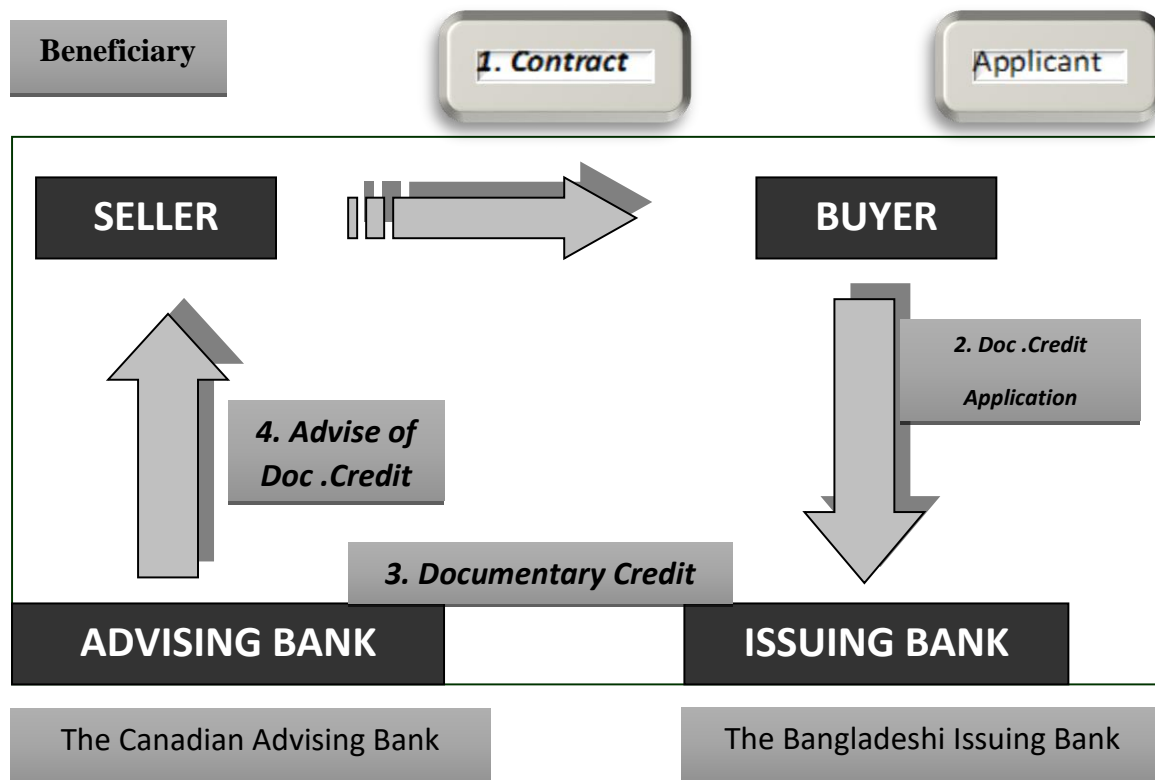 Beneficiary
1. Contract
Applicant
SELLER
BUYER
2. Doc .Credit
Application
4. Advise of
Doc .Credit
3. Documentary Credit
ADVISING BANK
ISSUING BANK
The Canadian Advising Bank
The Bangladeshi Issuing Bank